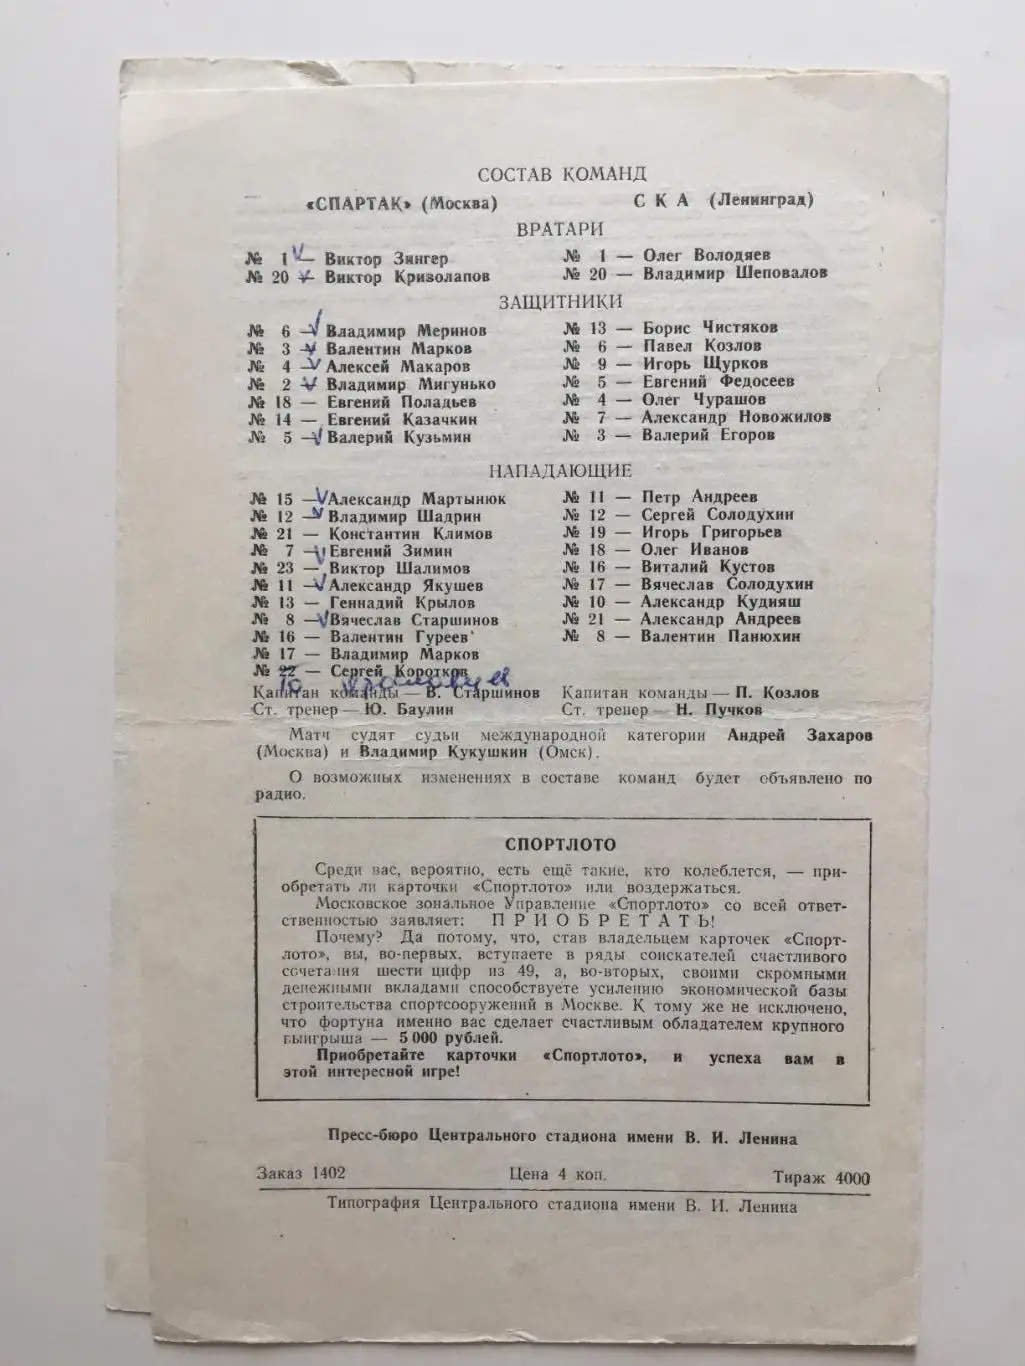 СОСТАВ КОМАНД
«СПАРТАК» (Москва) С К А (Ленинград)
ВРАТАРИ
№ 1 — Виктор Зингер № 1 — Олег Володяев
№ 20 — Виктор Криволапов № 20 — Владимир Шеповалов
ЗАЩИТНИКИ
№ 6 — Владимир Меринов № 13 — Борис Чистяков
№ 3 — Валентин Марков № 6 — Павел Козлов
№ 4 — Алексей Макаров № 9 — Игорь Щурков
№ 2 — Владимир Мигунько № 5 — Евгений Федосеев
№ 18 — Евгений Поладьев № 4 — Олег Чурашов
№ 14 — Евгений Казачкин № 7 — Александр Новожилов
№ 5 — Валерий Кузьмин № 3 — Валерий Егоров
НАПАДАЮЩИЕ
№ 15 — Александр Мартынюк № 11 — Петр Андреев
№ 12 — Владимир Шадрин № 12 — Сергей Солодухин
№ 21 — Константин Климов № 19 — Игорь Григорьев
№ 7 — Евгений Зимин № 18 — Олег Иванов
№ 23 — Виктор Шалимов № 16 — Виталий Кустов
№ 11 — Александр Якушев № 17 — Вячеслав Солодухин
№ 13 — Геннадий Крылов № 10 — Александр Кудияш
№ 8 — Вячеслав Старшинов № 21 — Александр Андреев
№ 16 — Валентин Гуреев № 8 — Валентин Панюхин
№ 17 — Владимир Марков
№ 22 — Сергей Коротков
10
Капитан команды — В. Старшинов Капитан команды — П. Козлов
Ст. тренер — Ю. Баулин Ст. тренер — Н. Пучков
Матч судят судьи международной категории Андрей Захаров
(Москва) и Владимир Кукушкин (Омск).
О возможных изменениях в составе команд будет объявлено по
радио.
СПОРТЛОТО
Среди вас, вероятно, есть ещё такие, кто колеблется, — при-
обретать ли карточки «Спортлото» или воздержаться.
Московское зональное Управление «Спортлото» со всей ответ-
ственностью заявляет: П Р И О Б Р Е Т А Т Ь!
Почему? Да потому, что, став владельцем карточек «Спорт-
лото», вы, во-первых, вступаете в ряды соискателей счастливого
сочетания шести цифр из 49, а, во-вторых, своими скромными
денежными вкладами способствуете усилению экономической базы
строительства спортсооружений в Москве. К тому же не исключено,
что фортуна именно вас сделает счастливым обладателем крупного
выигрыша — 5 000 рублей.
Приобретайте карточки «Спортлото», и успеха вам в
этой интересной игре!
Пресс-бюро Центрального стадиона имени В. И. Ленина
Заказ 1402 Цена 4 коп. Тираж 4000
Типография Центрального стадиона имени В. И. Ленина